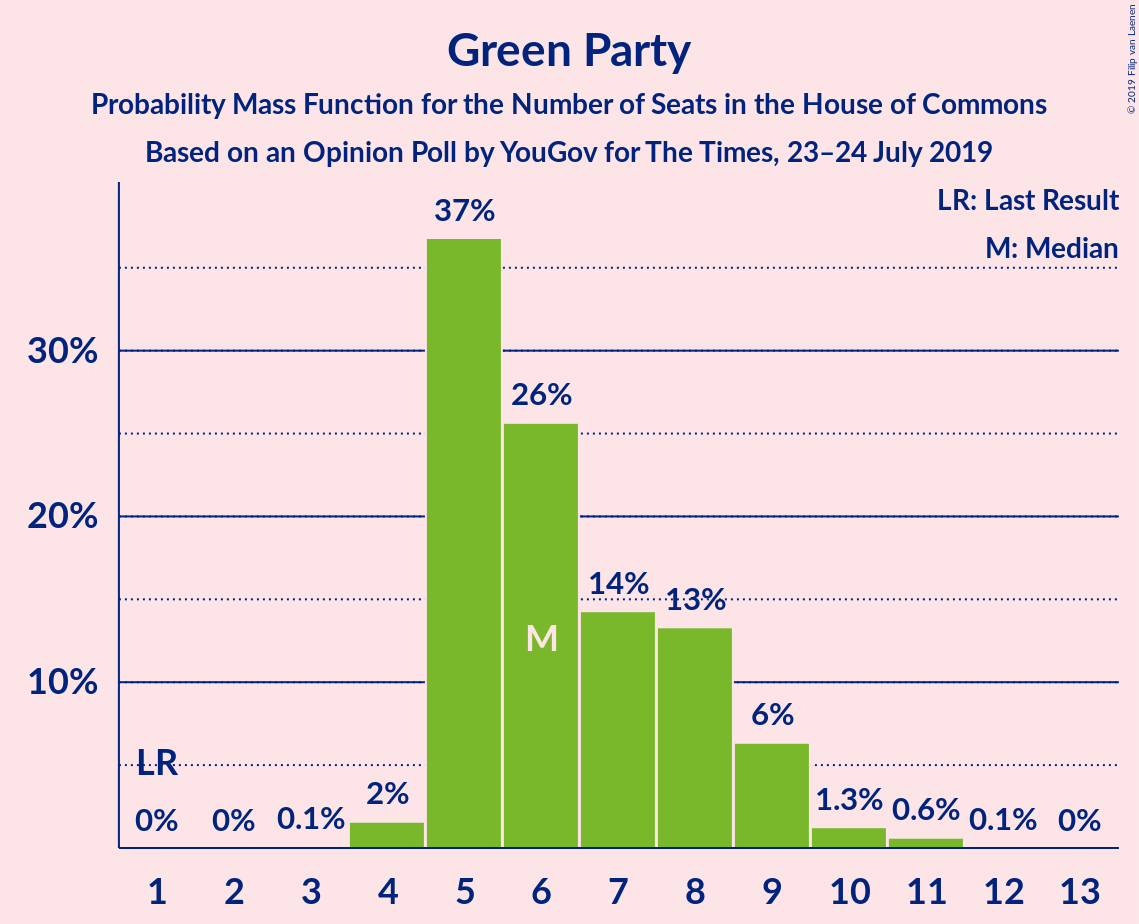 Green Party
Probability Mass Function for the Number of Seats in the House of Commons
Based on an Opinion Poll by YouGov for The Times, 23–24 July 2019
© 2019 Filip van Laenen
LR: Last Result
M: Median
37%
30%
26%
20%
14%
13%
M
10%
6%
LR
2%
1.3%
0.6%
0%
0%
0.1%
0.1%
0%
1 2 3 4 5 6 7 8 9 10 11 12 13